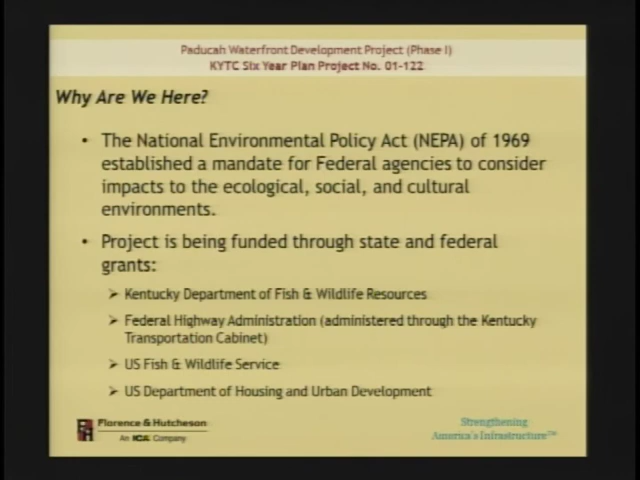 Paducah Waterfront Development Project (Phase I)
KYTC Six Year Plan Project No. 01-122
Why Are We Here?
• The National Environmental Policy Act (NEPA) of 1969
established a mandate for Federal agencies to consider
impacts to the ecological, social, and cultural
environments.
• Project is being funded through state and federal
grants:
➢ Kentucky Department of Fish & Wildlife Resources
➢ Federal Highway Administration (administered through the Kentucky
Transportation Cabinet)
➢ US Fish & Wildlife Service
➢ US Department of Housing and Urban Development
Florence & Hutcheson
An ICA Company
Strengthening
America's Infrastructure™